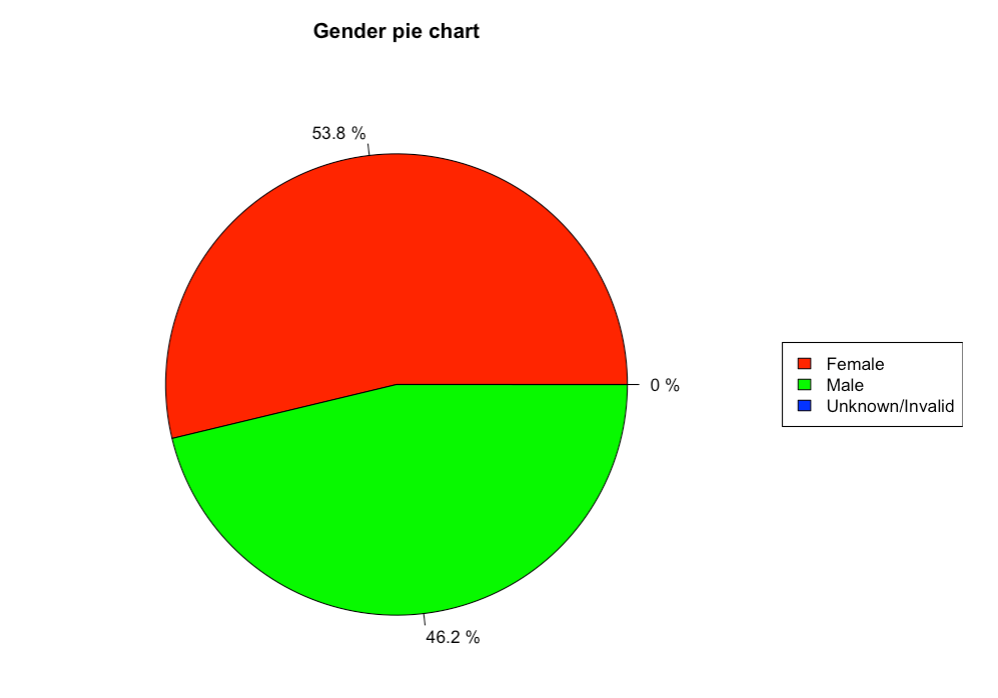 Gender pie chart
53.8 %
0 %
46.2 %
Female
Male
Unknown/Invalid